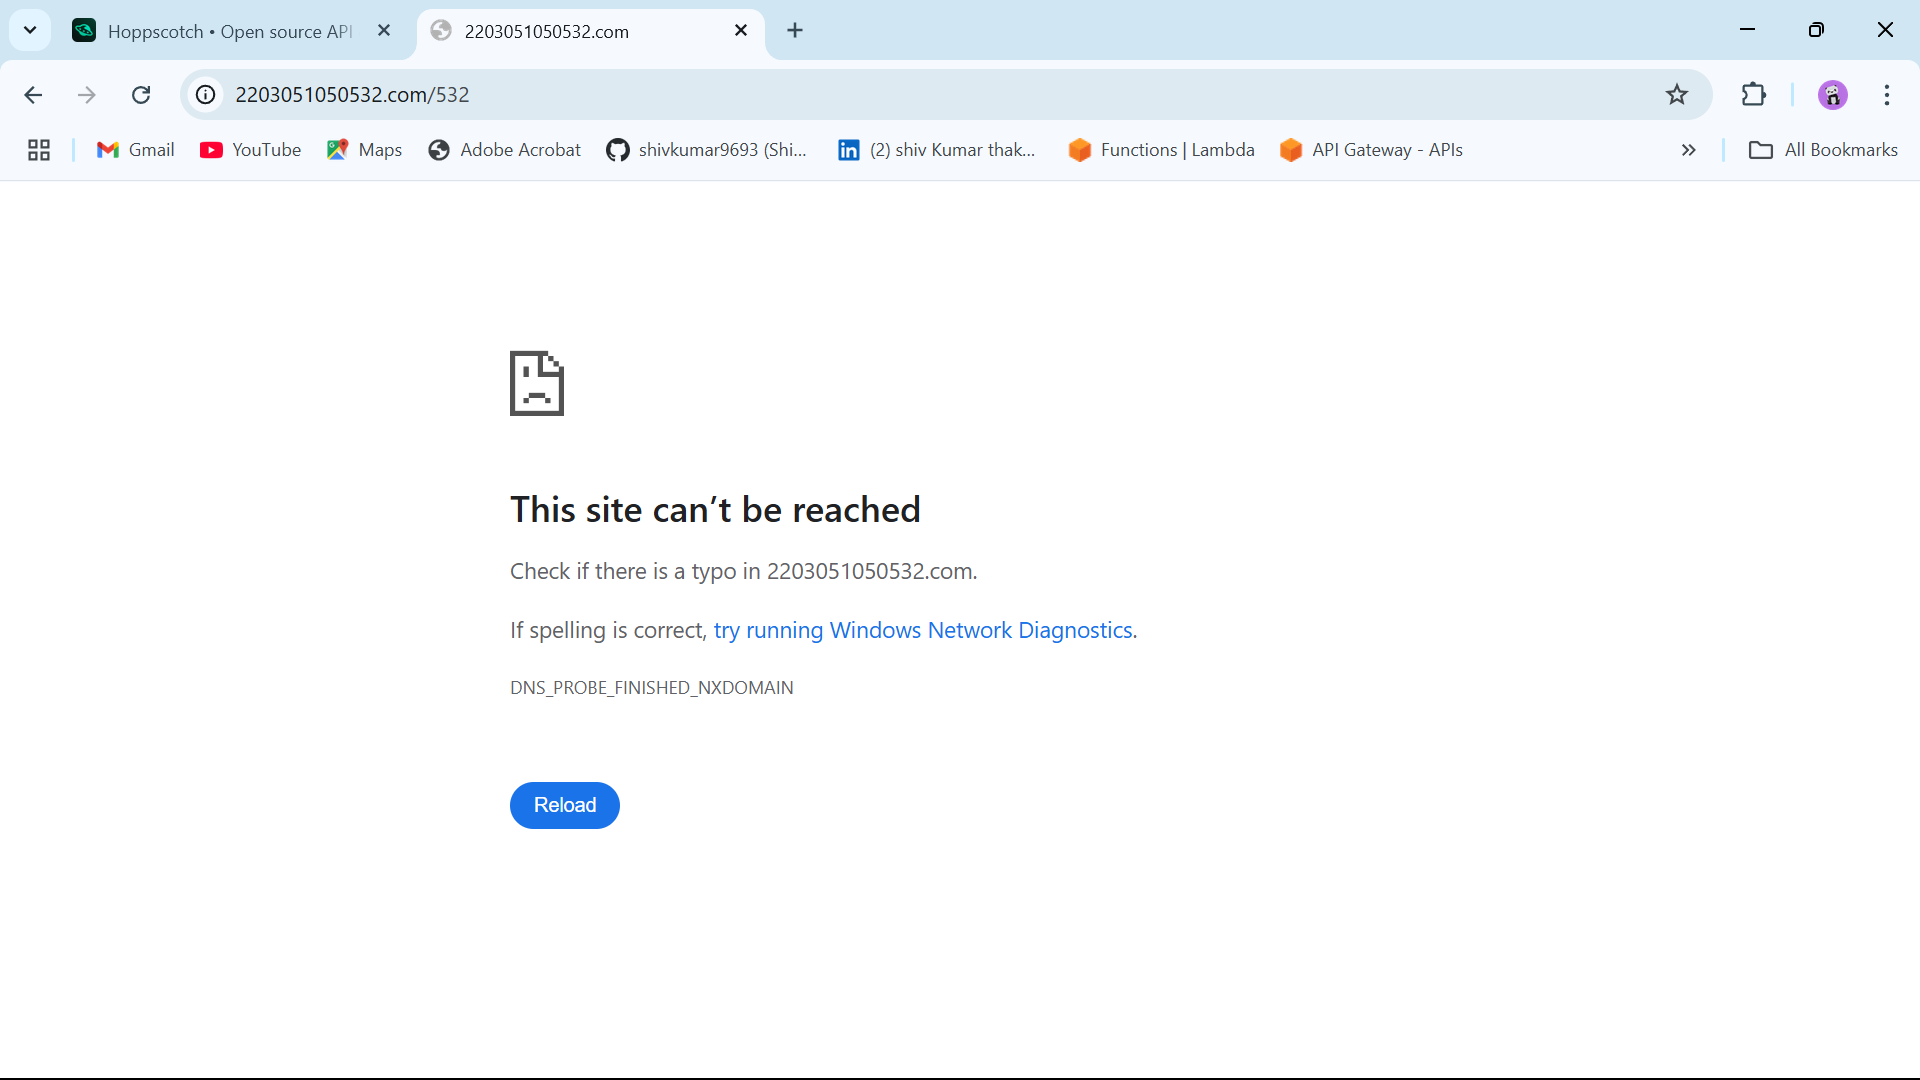 Hoppscotch • Open source API
2203051050532.com
2203051050532.com/532
Gmail
YouTube
Maps
Adobe Acrobat
shivkumar9693 (Shi...
(2) shiv Kumar thak...
Functions | Lambda
API Gateway - APIs
All Bookmarks
This site can’t be reached
Check if there is a typo in 2203051050532.com.
If spelling is correct, try running Windows Network Diagnostics.
DNS_PROBE_FINISHED_NXDOMAIN
Reload